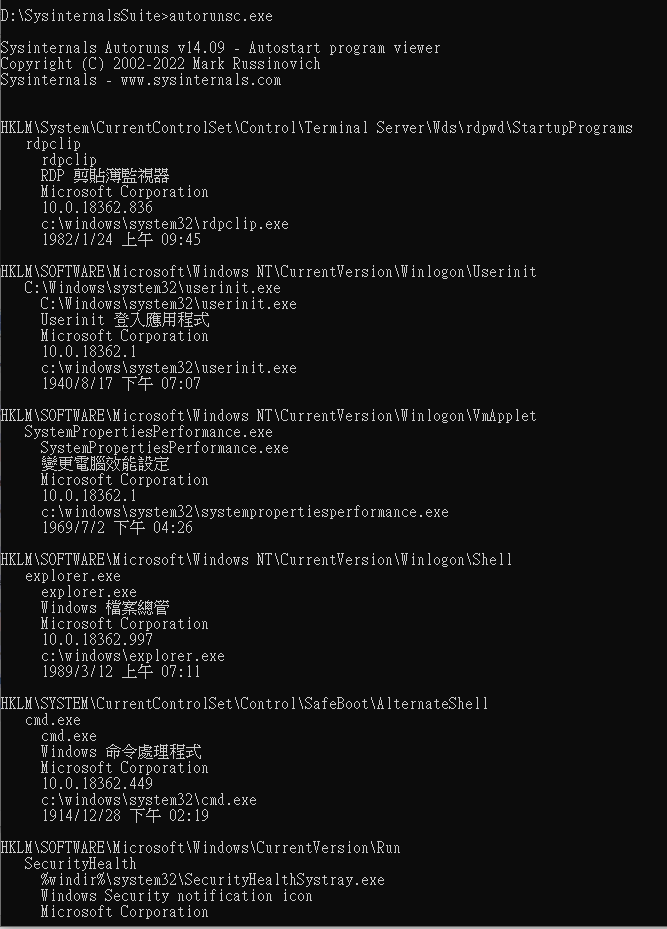 D:\SysinternalsSuite>autorunsc.exe
Sysinternals Autoruns v14.09 - Autostart program viewer
Copyright (C) 2002-2022 Mark Russinovich
Sysinternals - www.sysinternals.com
HKLM\System\CurrentControlSet\Control\Terminal Server\Wds\rdpwd\StartupPrograms
rdpclip
rdpclip
RDP 剪貼簿監視器
Microsoft Corporation
10.0.18362.836
c:\windows\system32\rdpclip.exe
1982/1/24 上午 09:45
HKLM\SOFTWARE\Microsoft\Windows NT\CurrentVersion\Winlogon\Userinit
C:\Windows\system32\userinit.exe
C:\Windows\system32\userinit.exe
Userinit 登入應用程式
Microsoft Corporation
10.0.18362.1
c:\windows\system32\userinit.exe
1940/8/17 下午 07:07
HKLM\SOFTWARE\Microsoft\Windows NT\CurrentVersion\Winlogon\VmApplet
SystemPropertiesPerformance.exe
SystemPropertiesPerformance.exe
變更電腦效能設定
Microsoft Corporation
10.0.18362.1
c:\windows\system32\systempropertiesperformance.exe
1969/7/2 下午 04:26
HKLM\SOFTWARE\Microsoft\Windows NT\CurrentVersion\Winlogon\Shell
explorer.exe
explorer.exe
Windows 檔案總管
Microsoft Corporation
10.0.18362.997
c:\windows\explorer.exe
1989/3/12 上午 07:11
HKLM\SYSTEM\CurrentControlSet\Control\SafeBoot\AlternateShell
cmd.exe
cmd.exe
Windows 命令處理程式
Microsoft Corporation
10.0.18362.449
c:\windows\system32\cmd.exe
1914/12/28 下午 02:19
HKLM\SOFTWARE\Microsoft\Windows\CurrentVersion\Run
SecurityHealth
%windir%\system32\SecurityHealthSystray.exe
Windows Security notification icon
Microsoft Corporation